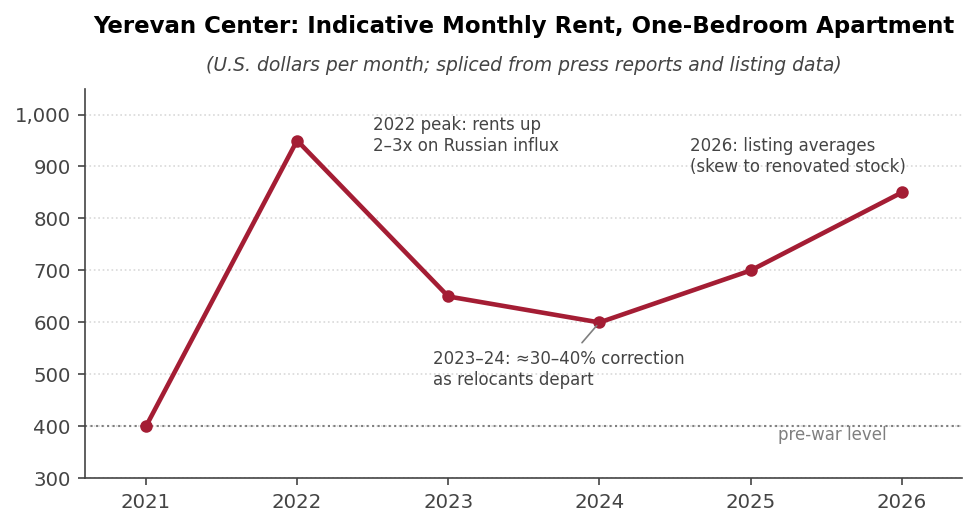 Yerevan Center: Indicative Monthly Rent, One-Bedroom Apartment
(U.S. dollars per month; spliced from press reports and listing data)
1,000
900
800
700
600
500
400
300
2022 peak: rents up
2–3x on Russian influx
2026: listing averages
(skew to renovated stock)
2023–24: ≈30–40% correction
as relocants depart
pre-war level
2021
2022
2023
2024
2025
2026